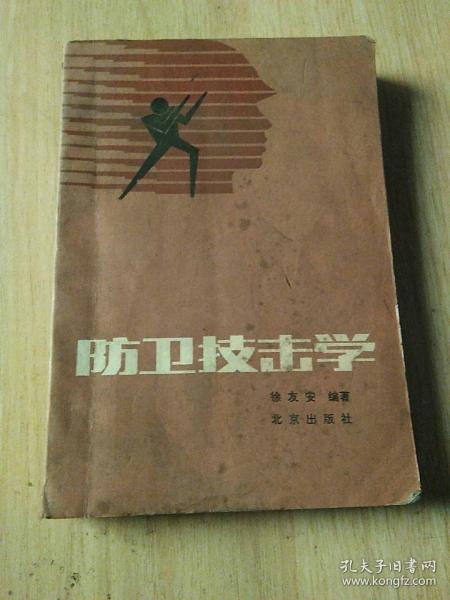 防卫技击学
徐友安 编著
北京出版社
孔夫子旧书网
www.kongfz.com